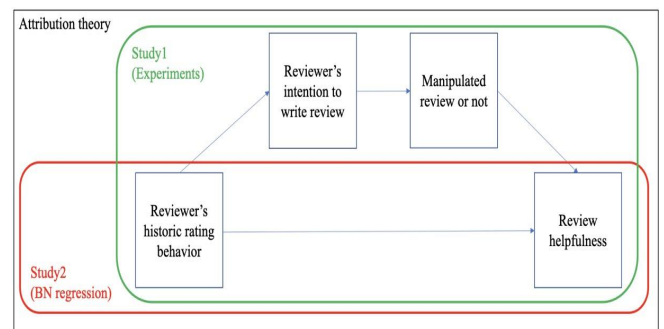 Attribution theory
Study1
(Experiments)
Reviewer's
intention to
write review
Manipulated
review or not
Reviewer's
historic rating
behavior
Review
helpfulness
Study2
(BN regression)